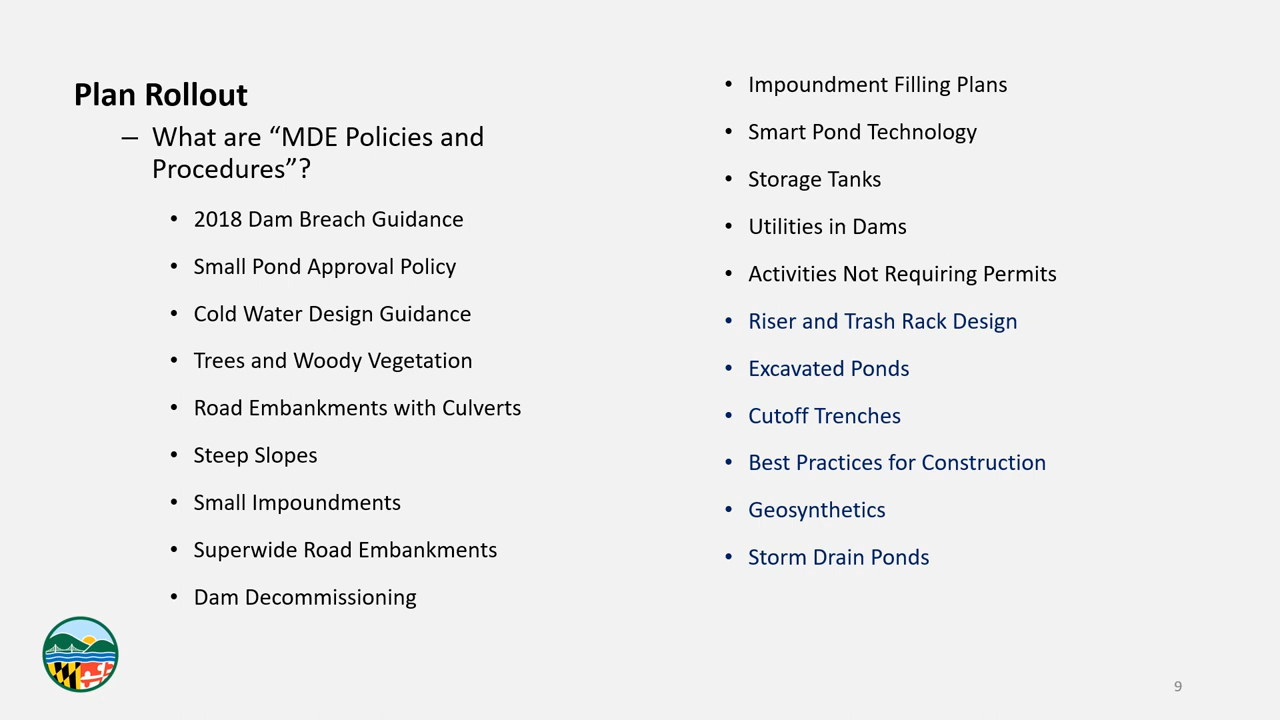 Plan Rollout
– What are “MDE Policies and
Procedures”?
• 2018 Dam Breach Guidance
• Small Pond Approval Policy
• Cold Water Design Guidance
• Trees and Woody Vegetation
• Road Embankments with Culverts
• Steep Slopes
• Small Impoundments
• Superwide Road Embankments
• Dam Decommissioning
• Impoundment Filling Plans
• Smart Pond Technology
• Storage Tanks
• Utilities in Dams
• Activities Not Requiring Permits
• Riser and Trash Rack Design
• Excavated Ponds
• Cutoff Trenches
• Best Practices for Construction
• Geosynthetics
• Storm Drain Ponds
9